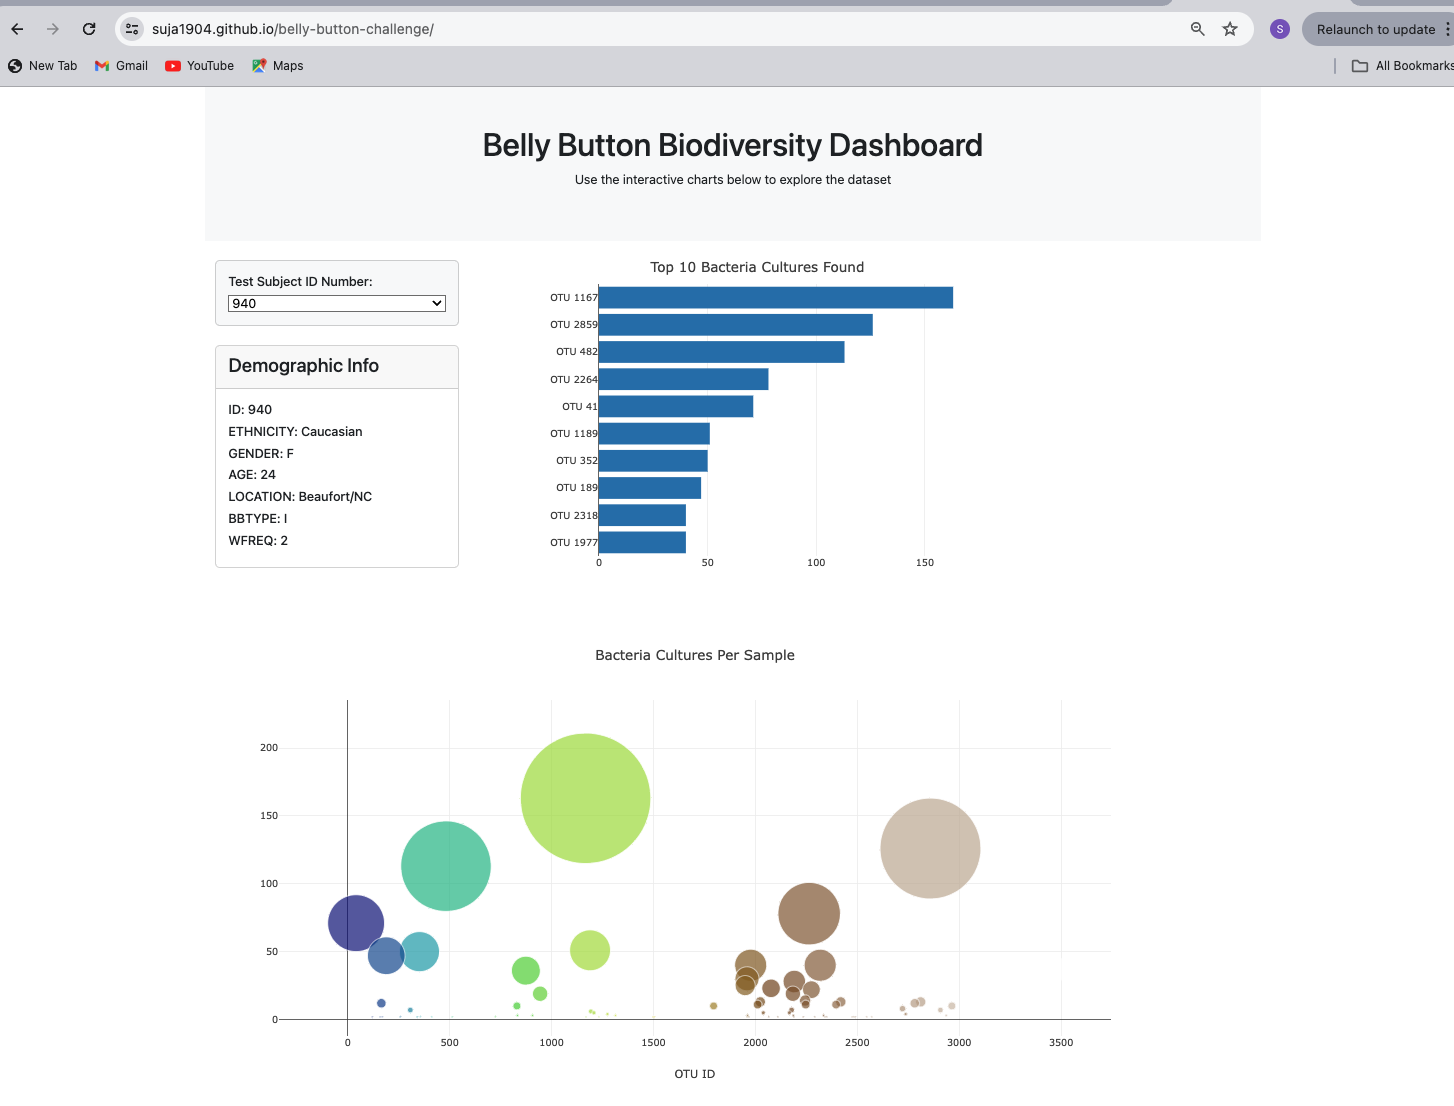 suja1904.github.io/belly-button-challenge/
S
Relaunch to update
New Tab
Gmail
YouTube
Maps
All Bookmarks
Belly Button Biodiversity Dashboard
Use the interactive charts below to explore the dataset
Test Subject ID Number:
940
Demographic Info
ID: 940
ETHNICITY: Caucasian
GENDER: F
AGE: 24
LOCATION: Beaufort/NC
BBTYPE: I
WFREQ: 2
Top 10 Bacteria Cultures Found
OTU 1167
OTU 2859
OTU 482
OTU 2264
OTU 41
OTU 1189
OTU 352
OTU 189
OTU 2318
OTU 1977
0 50 100 150
Bacteria Cultures Per Sample
200
150
100
50
0
0 500 1000 1500 2000 2500 3000 3500
OTU ID